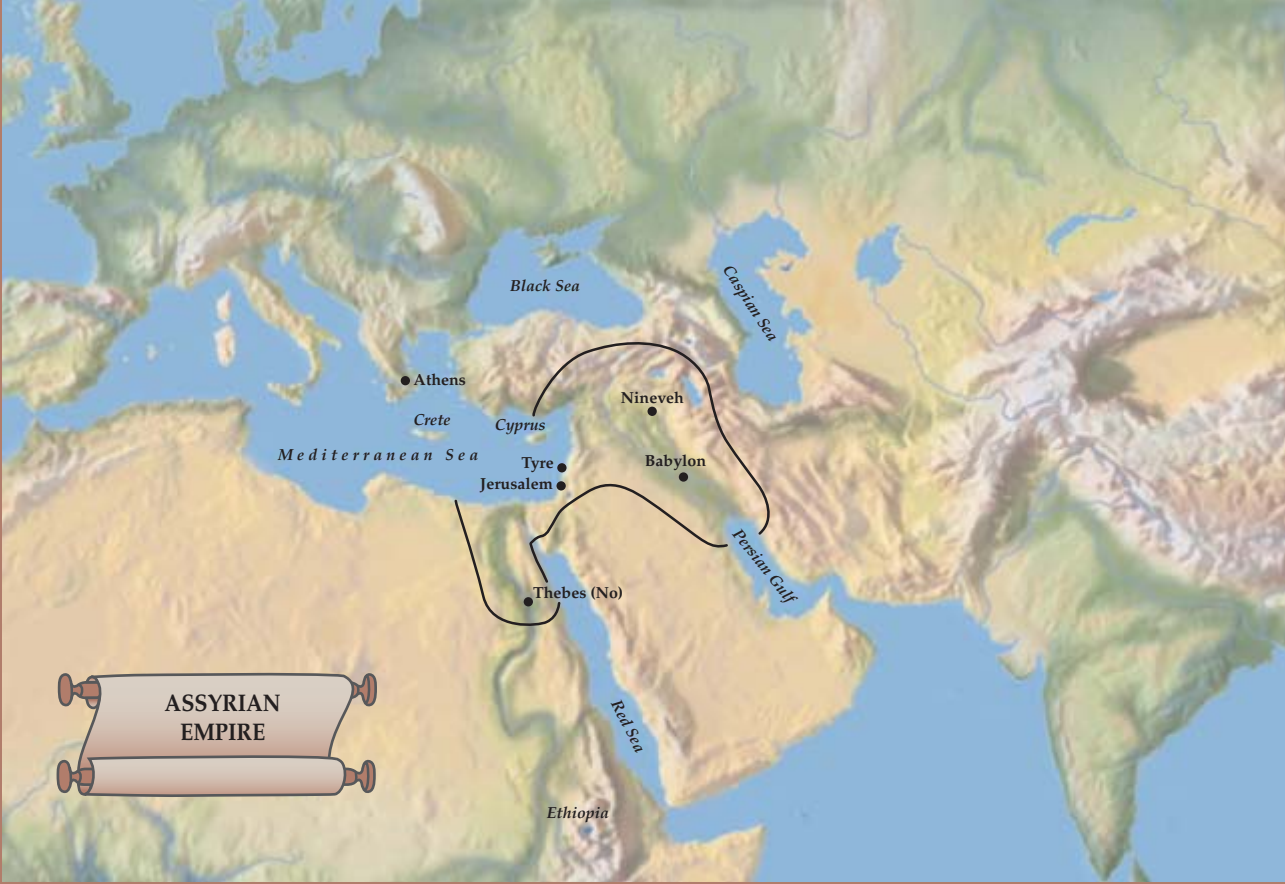 Black Sea
Caspian Sea
Athens
Nineveh
Crete
Cyprus
Mediterranean Sea
Tyre
Babylon
Jerusalem
Persian Gulf
Thebes (No)
ASSYRIAN
EMPIRE
Red Sea
Ethiopia